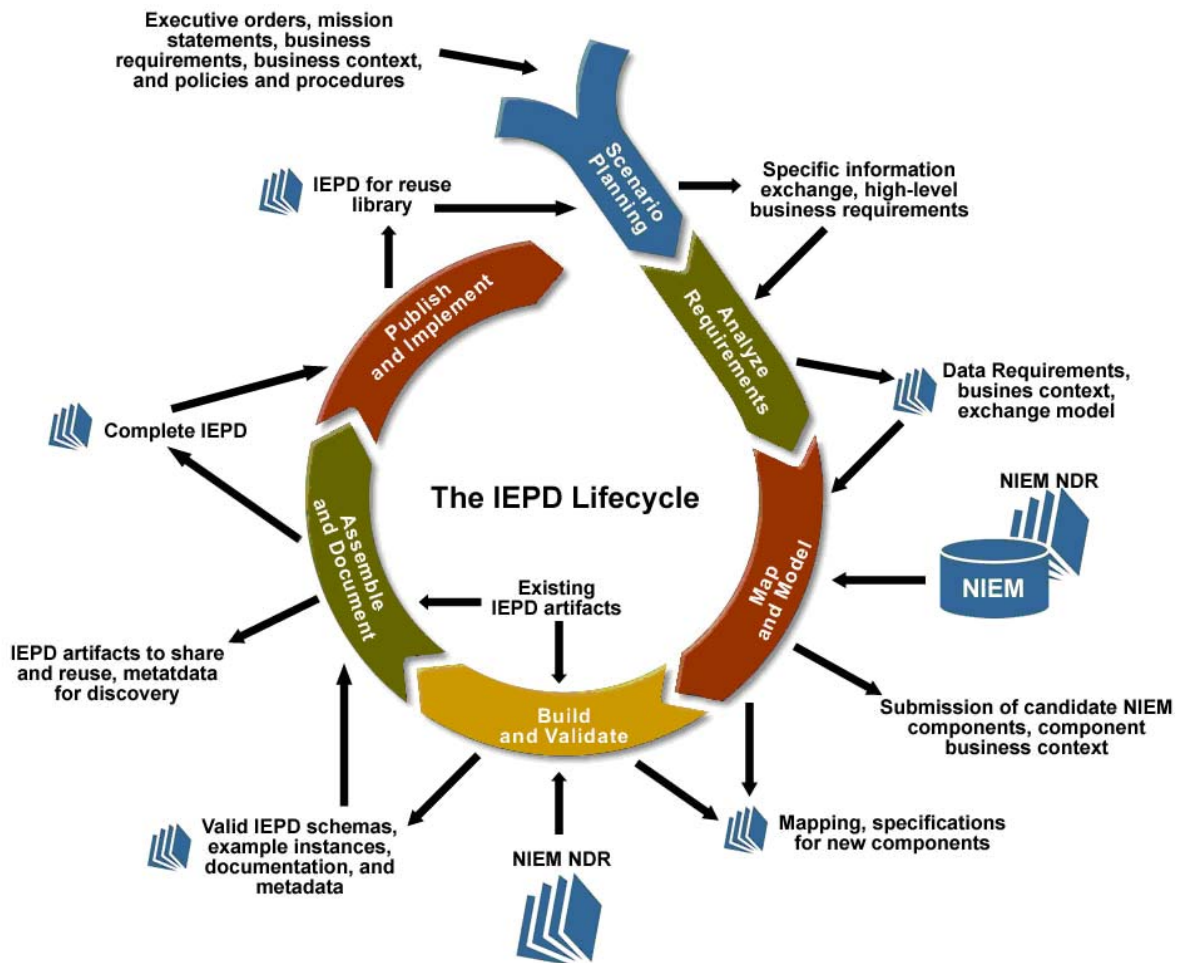 Executive orders, mission
statements, business
requirements, business context,
and policies and procedures
Scenario
Planning
IEPD for reuse
library
Specific information
exchange, high-level
business requirements
Publish
and Implement
Analyze
Requirements
Data Requirements,
busines context,
exchange model
Complete IEPD
The IEPD Lifecycle
NIEM NDR
NIEM
Assemble
and Document
Map
and Model
Existing
IEPD artifacts
IEPD artifacts to share
and reuse, metatdata
for discovery
Build
and Validate
Submission of candidate NIEM
components, component
business context
Valid IEPD schemas,
example instances,
documentation, and
metadata
NIEM NDR
Mapping, specifications
for new components